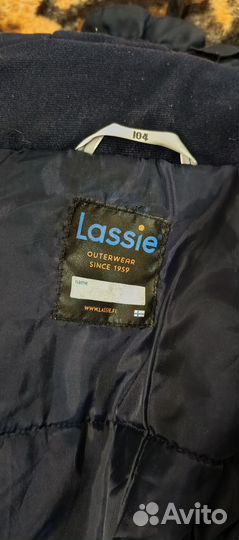 104
Lassie
OUTERWEAR
SINCE 1959
name
WWW.LASSIE.FI
Avito